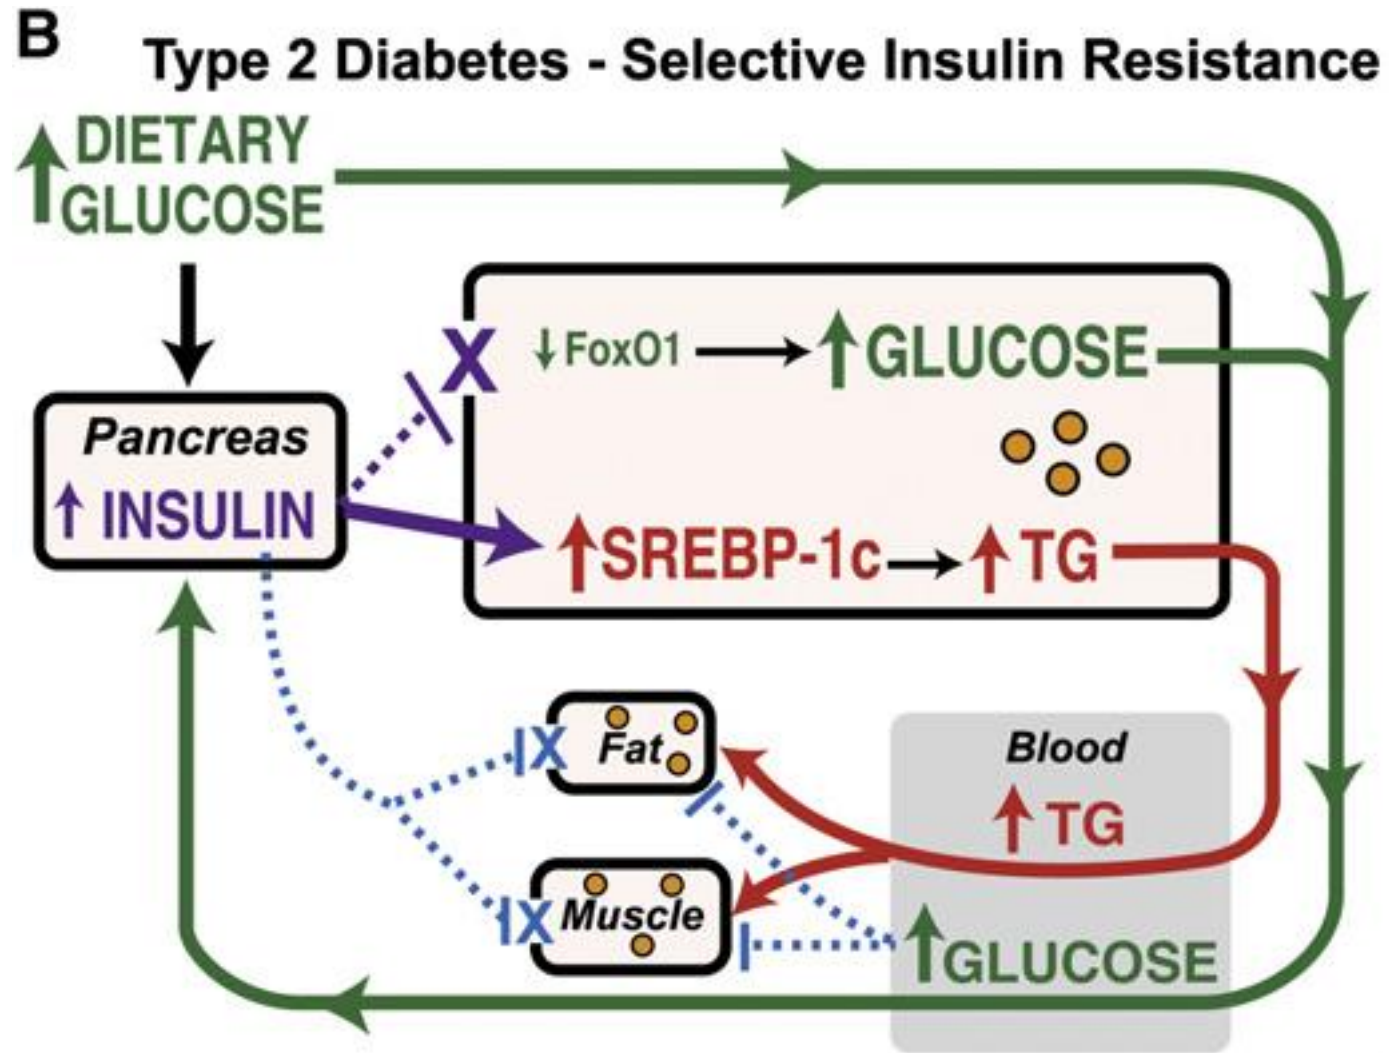 B
Type 2 Diabetes - Selective Insulin Resistance
↑ DIETARY
GLUCOSE
X
↓ FoxO1 → ↑ GLUCOSE
Pancreas
↑ INSULIN
↑ SREBP-1c → ↑ TG
X Fat
Blood
↑ TG
X Muscle
↑ GLUCOSE